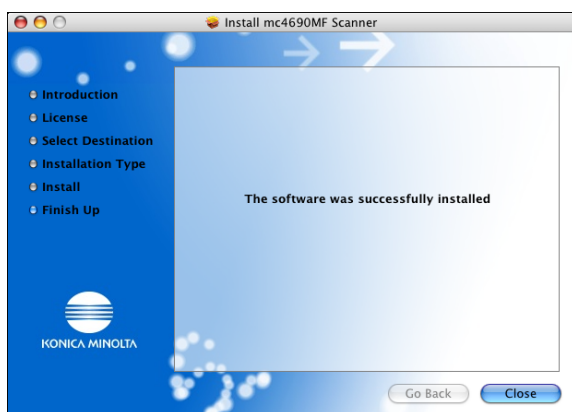 Install mc4690MF Scanner
Introduction
License
Select Destination
Installation Type
Install
Finish Up
The software was successfully installed
KONICA MINOLTA
Go Back
Close